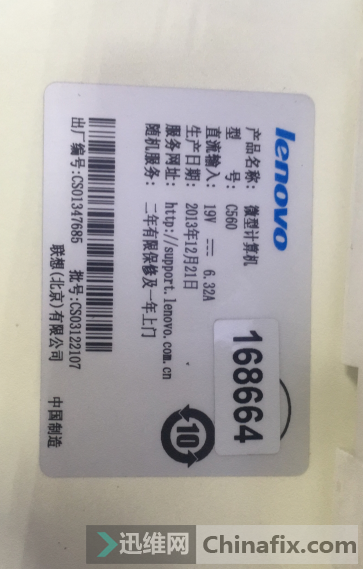 lenovo
产品名称: 微型计算机
型 号: C560
直流输入: 19V ⎓ 6.32A
生产日期: 2013年12月21日
服务网址: http://support.lenovo.com.cn
随机服务: 二年有限保修及一年上门
出厂编号:CS01347685 批号:CS03122107
联想(北京)有限公司 中国制造
168664
10
迅维网 Chinafix.com